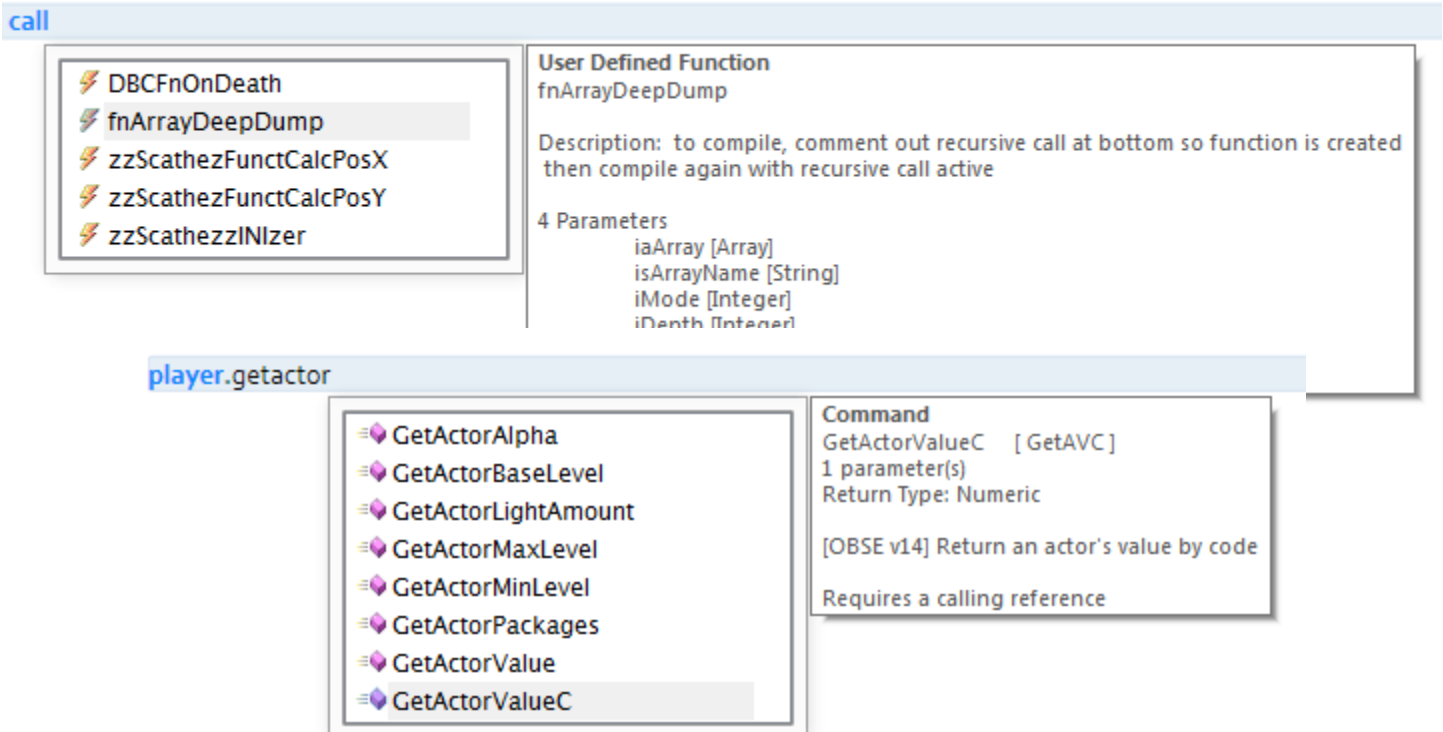 call
DBCFnOnDeath
fnArrayDeepDump
zzScathezFunctCalcPosX
zzScathezFunctCalcPosY
zzScathezzINIzer
User Defined Function
fnArrayDeepDump
Description:  to compile, comment out recursive call at bottom so function is created
then compile again with recursive call active
4 Parameters
iaArray [Array]
isArrayName [String]
iMode [Integer]
iDepth [Integer]
player.getactor
GetActorAlpha
GetActorBaseLevel
GetActorLightAmount
GetActorMaxLevel
GetActorMinLevel
GetActorPackages
GetActorValue
GetActorValueC
Command
GetActorValueC    [ GetAVC ]
1 parameter(s)
Return Type: Numeric
[OBSE v14] Return an actor's value by code
Requires a calling reference